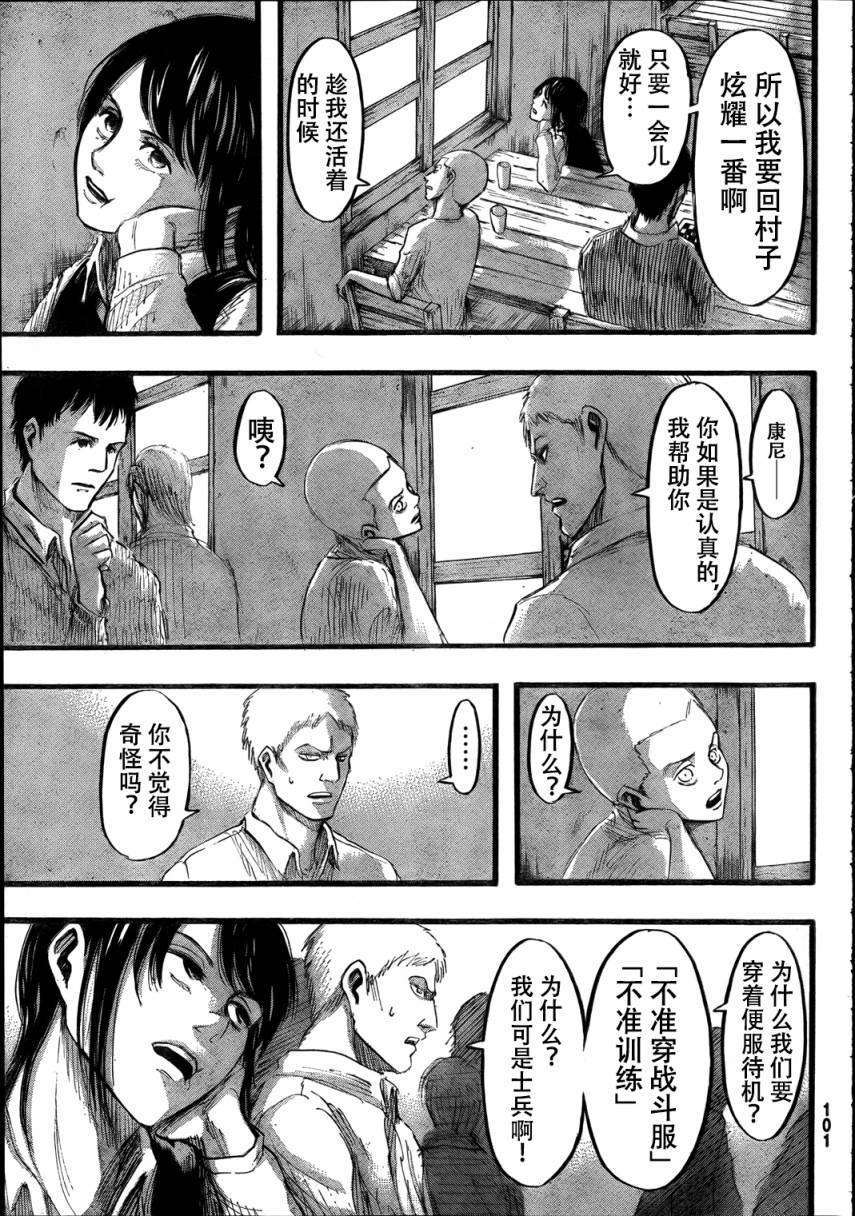 所以我要回村子
炫耀一番啊
只要一会儿
就好…
趁我还活着
的时候
康尼——
你如果是认真的,
我帮助你
咦?
为什么?
……
你不觉得
奇怪吗?
为什么我们要
穿着便服待机?
「不准穿战斗服」
「不准训练」
为什么?
我们可是士兵啊!
101